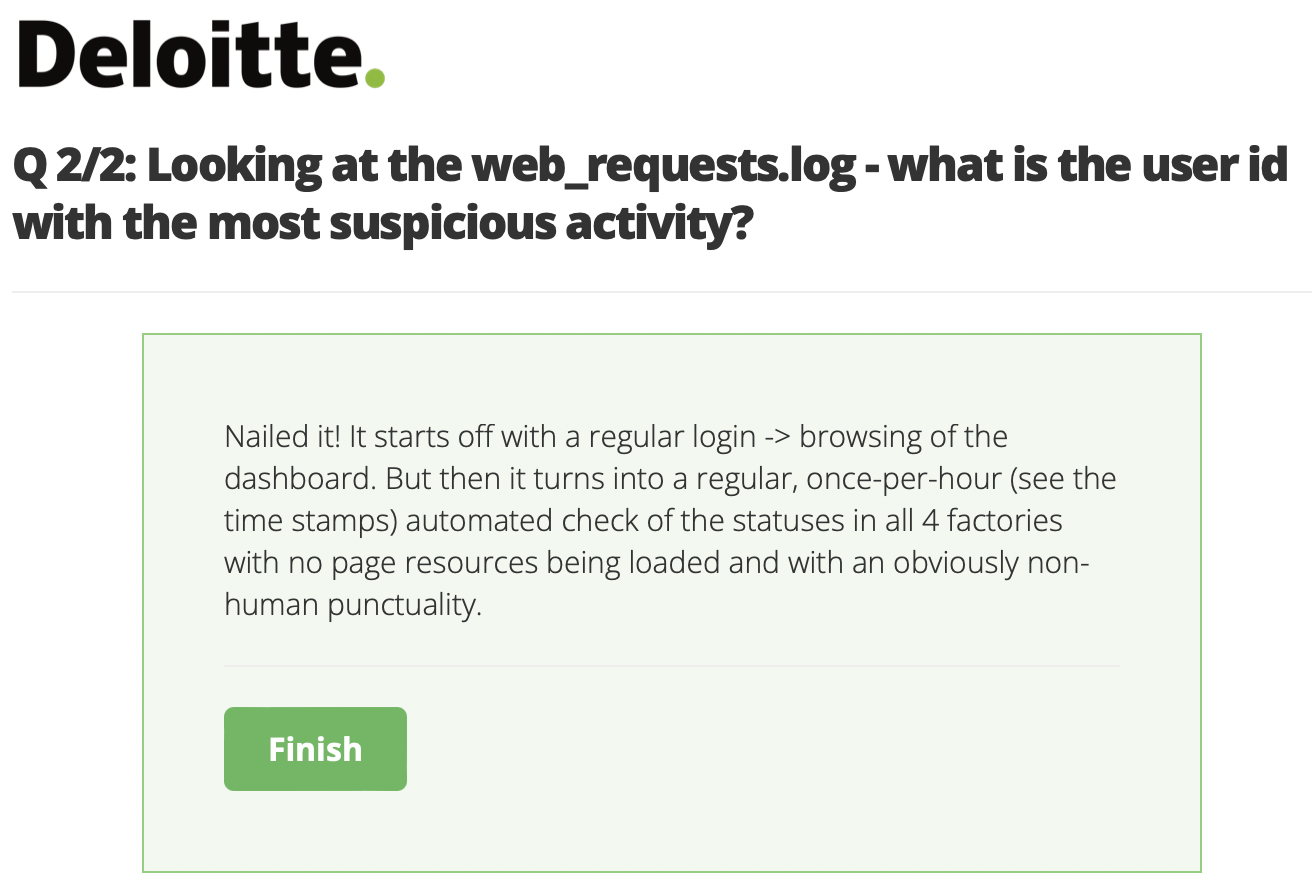 Deloitte.
Q 2/2: Looking at the web_requests.log - what is the user id
with the most suspicious activity?
Nailed it! It starts off with a regular login -> browsing of the
dashboard. But then it turns into a regular, once-per-hour (see the
time stamps) automated check of the statuses in all 4 factories
with no page resources being loaded and with an obviously non-
human punctuality.
Finish